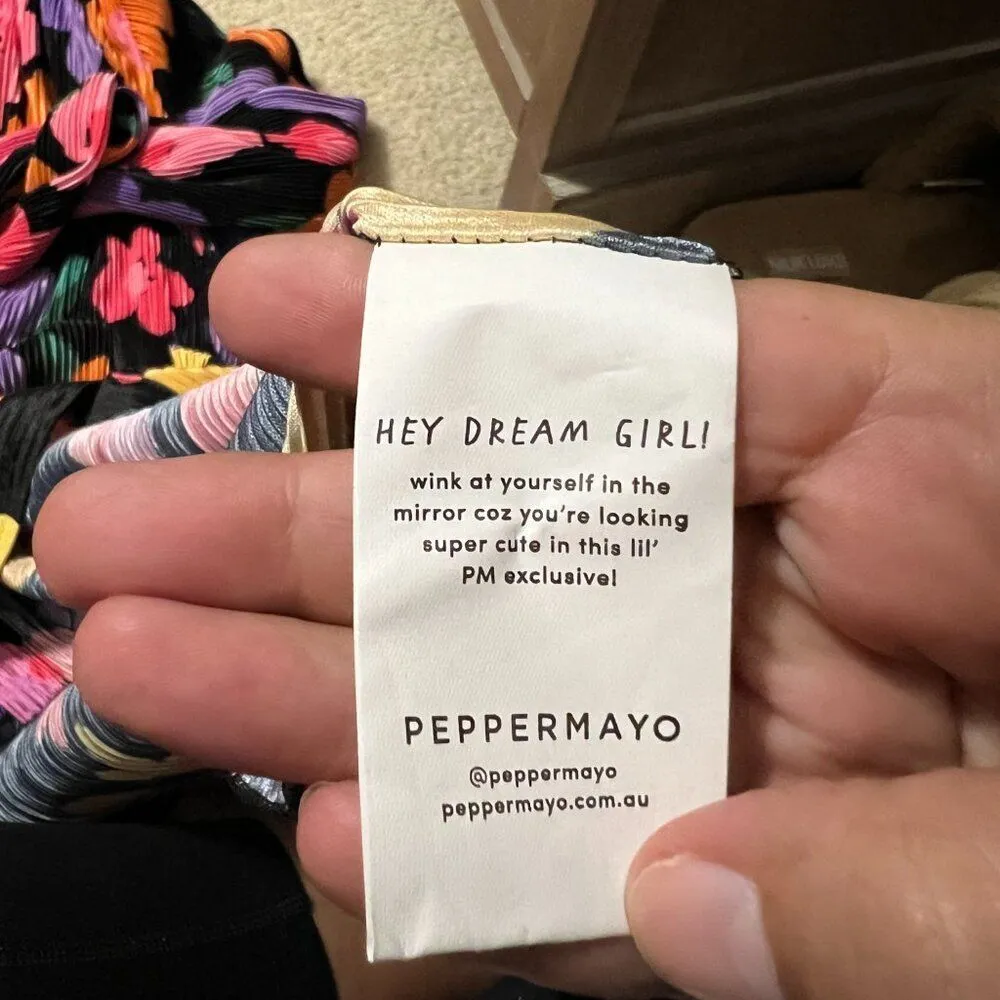 HEY DREAM GIRL!
wink at yourself in the
mirror coz you're looking
super cute in this lil'
PM exclusive!
PEPPERMAYO
@peppermayo
peppermayo.com.au